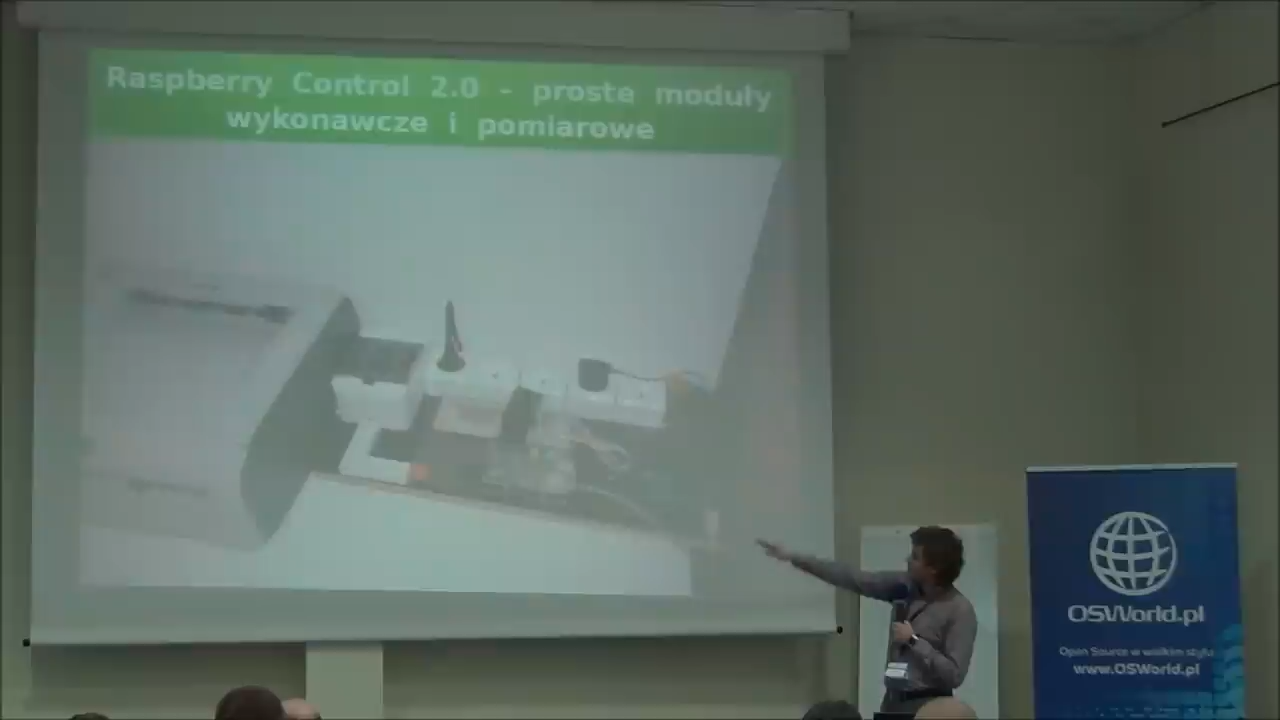 Raspberry Control 2.0 - proste moduły
wykonawcze i pomiarowe
OSWorld.pl
Open Source w wielkim stylu
www.OSWorld.pl